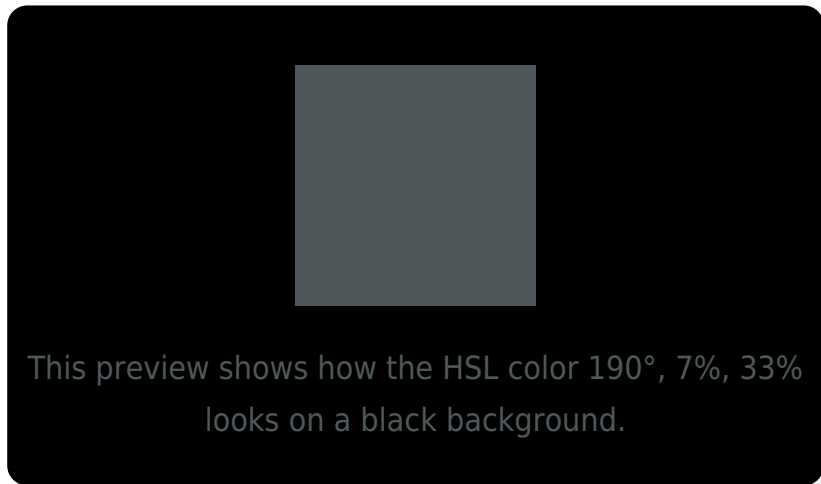 This preview shows how the HSL color 190°, 7%, 33%
looks on a black background.